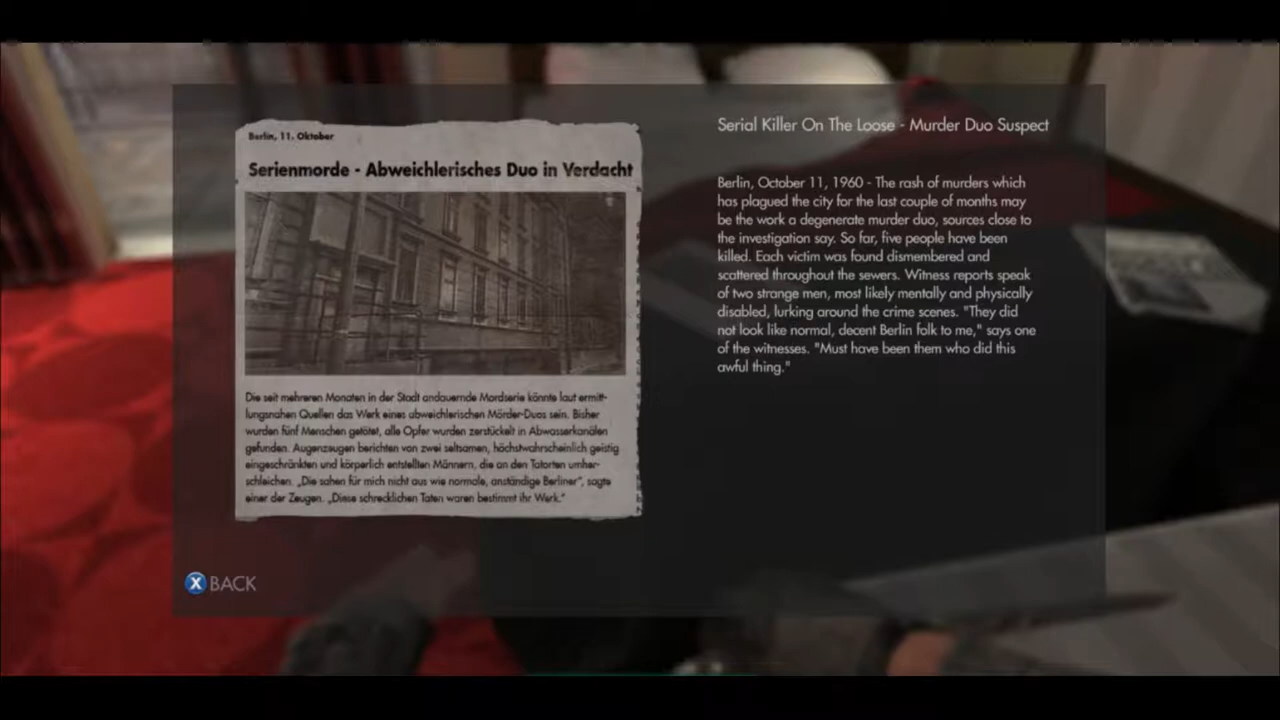 Berlin, 11. Oktober
Serienmorde - Abweichlerisches Duo in Verdacht
Die seit mehreren Monaten in der Stadt andauernde Mordserie könnte laut ermitt-
lungsnahen Quellen das Werk eines abweichlerischen Mörder-Duos sein. Bisher
wurden fünf Menschen getötet, alle Opfer wurden zerstückelt in Abwasserkanälen
gefunden. Augenzeugen berichten von zwei seltsamen, höchstwahrscheinlich geistig
eingeschränkten und körperlich entstellten Männern, die an den Tatorten umher-
schleichen. „Die sahen für mich nicht aus wie normale, anständige Berliner“, sagte
einer der Zeugen. „Diese schrecklichen Taten waren bestimmt ihr Werk.“
Serial Killer On The Loose - Murder Duo Suspect
Berlin, October 11, 1960 - The rash of murders which
has plagued the city for the last couple of months may
be the work a degenerate murder duo, sources close to
the investigation say. So far, five people have been
killed. Each victim was found dismembered and
scattered throughout the sewers. Witness reports speak
of two strange men, most likely mentally and physically
disabled, lurking around the crime scenes. "They did
not look like normal, decent Berlin folk to me," says one
of the witnesses. "Must have been them who did this
awful thing."
X BACK